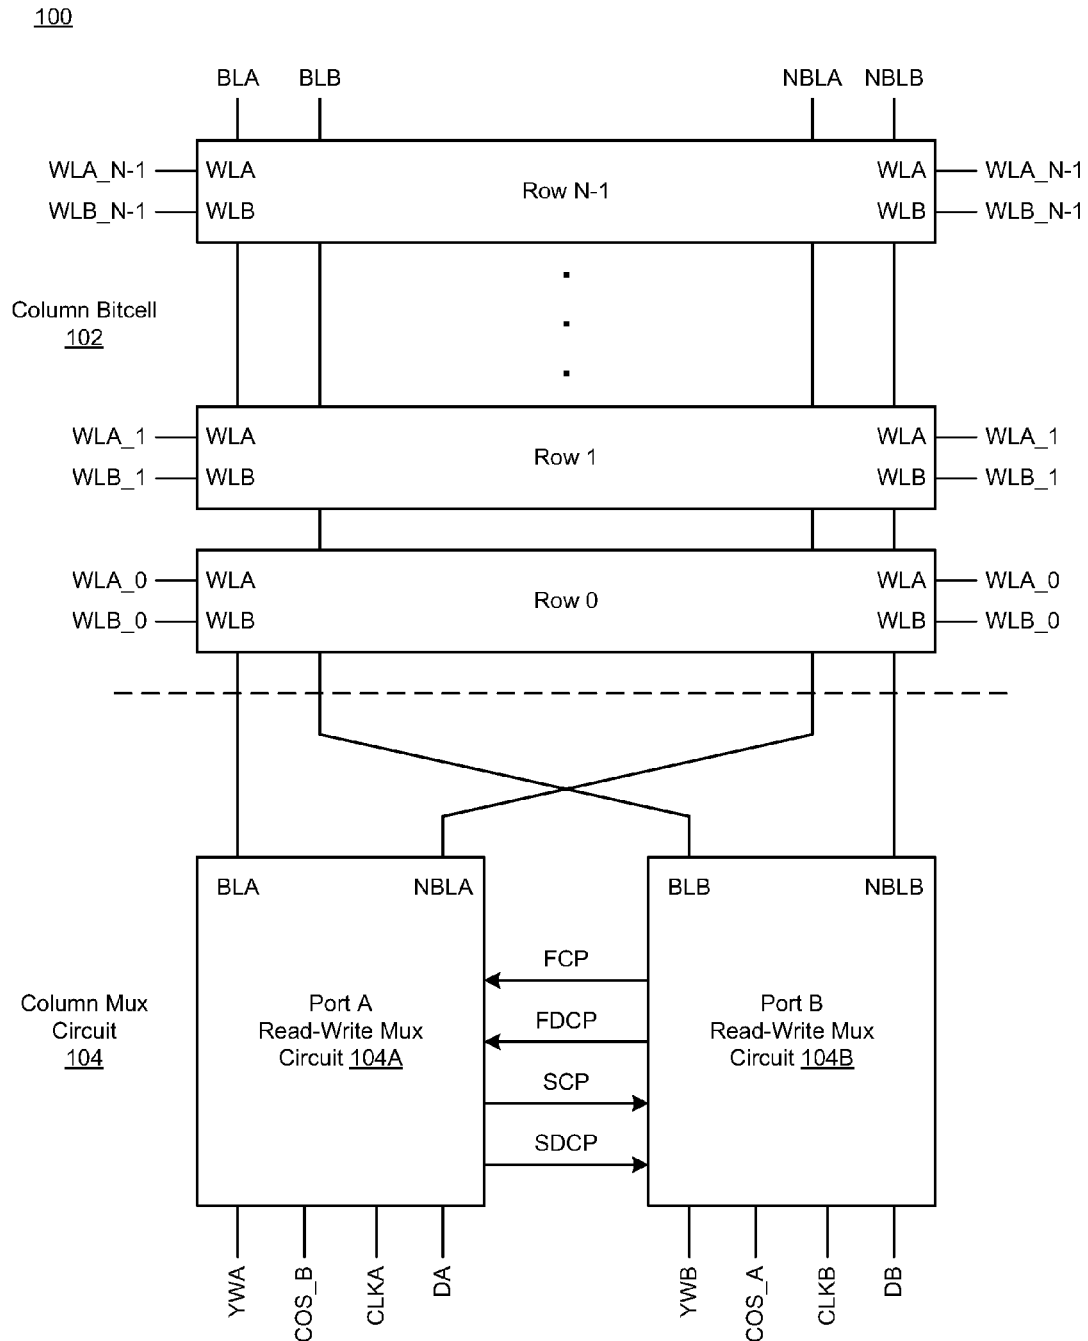 100
BLA BLB NBLA NBLB
WLA_N-1 WLA WLA WLA_N-1
Row N-1
WLB_N-1 WLB WLB WLB_N-1
Column Bitcell
102
WLA_1 WLA WLA WLA_1
Row 1
WLB_1 WLB WLB WLB_1
WLA_0 WLA WLA WLA_0
Row 0
WLB_0 WLB WLB WLB_0
BLA NBLA BLB NBLB
FCP
Column Mux
Circuit
104
Port A
Read-Write Mux
Circuit 104A
FDCP
Port B
Read-Write Mux
Circuit 104B
SCP
SDCP
YWA COS_B CLKA DA YWB COS_A CLKB DB